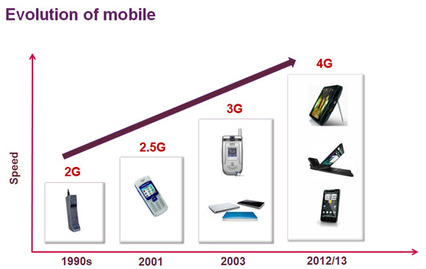 Evolution of mobile
4G
3G
2.5G
2G
Speed
1990s
2001
2003
2012/13